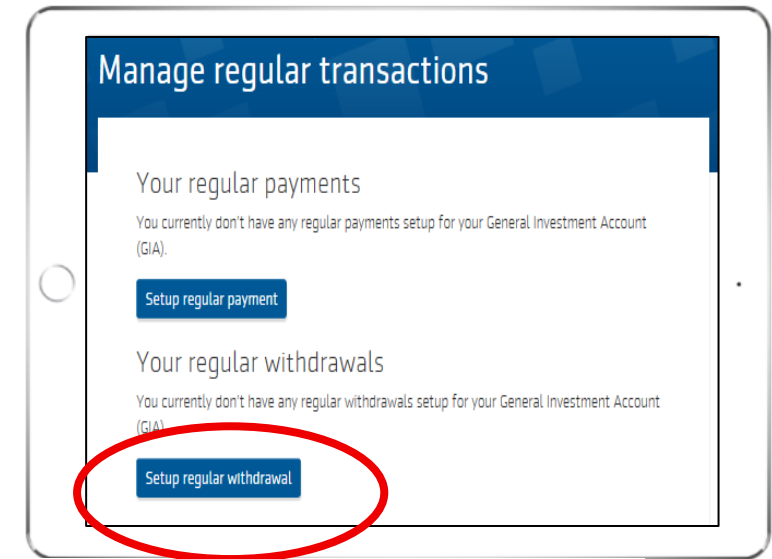 Manage regular transactions
Your regular payments
You currently don't have any regular payments setup for your General Investment Account
(GIA).
Setup regular payment
Your regular withdrawals
You currently don't have any regular withdrawals setup for your General Investment Account
(GIA)
Setup regular withdrawal